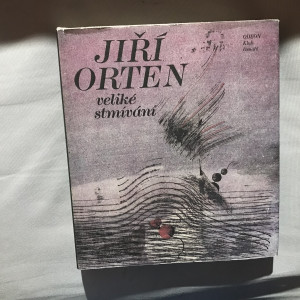 JIŘÍ
ORTEN
veliké
stmívání
ODEON
Klub
čtenářů